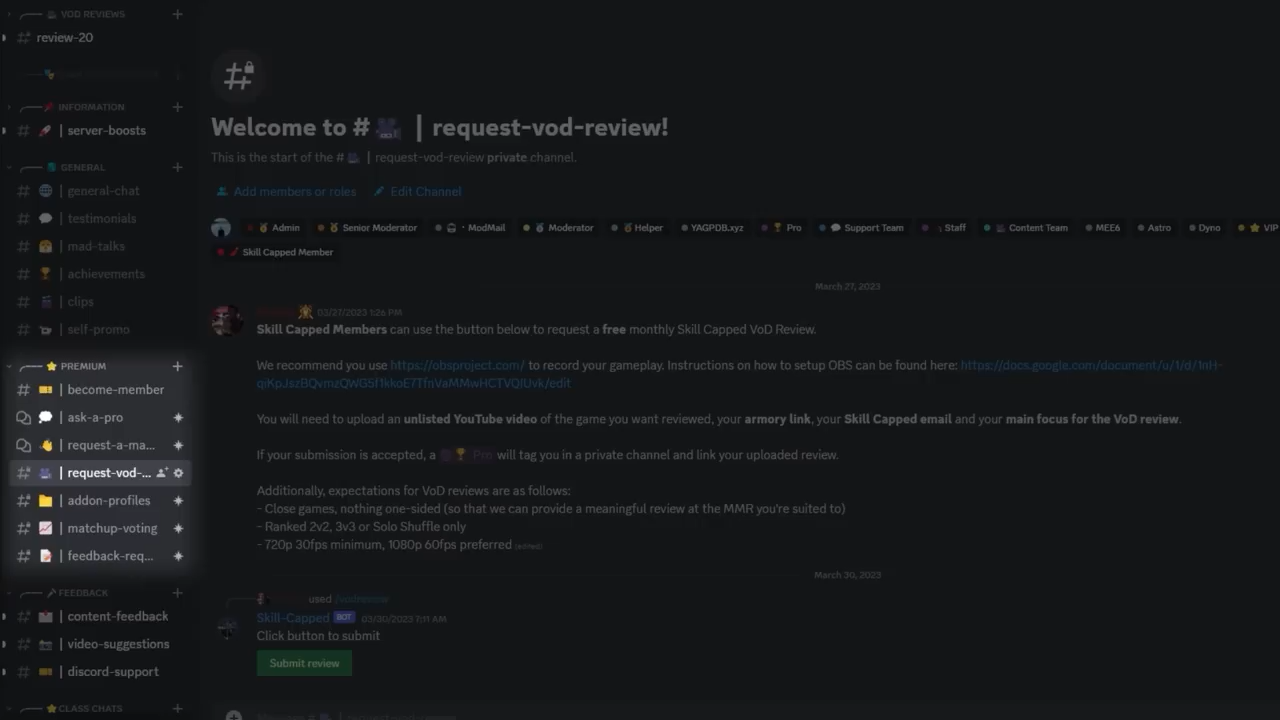 VOD REVIEWS
review-20
INFORMATION
| server-boosts
GENERAL
| general-chat
| testimonials
| mad-talks
| achievements
| clips
| self-promo
PREMIUM
| become-member
| ask-a-pro
| request-a-ma...
| request-vod-...
| addon-profiles
| matchup-voting
| feedback-req...
FEEDBACK
| content-feedback
| video-suggestions
| discord-support
CLASS CHATS
Welcome to # | request-vod-review!
This is the start of the # | request-vod-review private channel.
Add members or roles Edit Channel
Admin Senior Moderator • ModMail Moderator Helper YAGPDB.xyz Pro Support Team Staff Content Team MEE6 Astro Dyno VIP
Skill Capped Member
March 27, 2023
03/27/2023 1:26 PM
Skill Capped Members can use the button below to request a free monthly Skill Capped VoD Review.
We recommend you use https://obsproject.com/ to record your gameplay. Instructions on how to setup OBS can be found here: https://docs.google.com/document/u/1/d/
You will need to upload an unlisted YouTube video of the game you want reviewed, your armory link, your Skill Capped email and your main focus for the VoD review.
If your submission is accepted, a Pro will tag you in a private channel and link your uploaded review.
Additionally, expectations for VoD reviews are as follows:
- Close games, nothing one-sided (so that we can provide a meaningful review at the MMR you're suited to)
- Ranked 2v2, 3v3 or Solo Shuffle only
- 720p 30fps minimum, 1080p 60fps preferred (edited)
March 30, 2023
used
Skill-Capped BOT 03/30/2023 7:11 AM
Click button to submit
Submit review